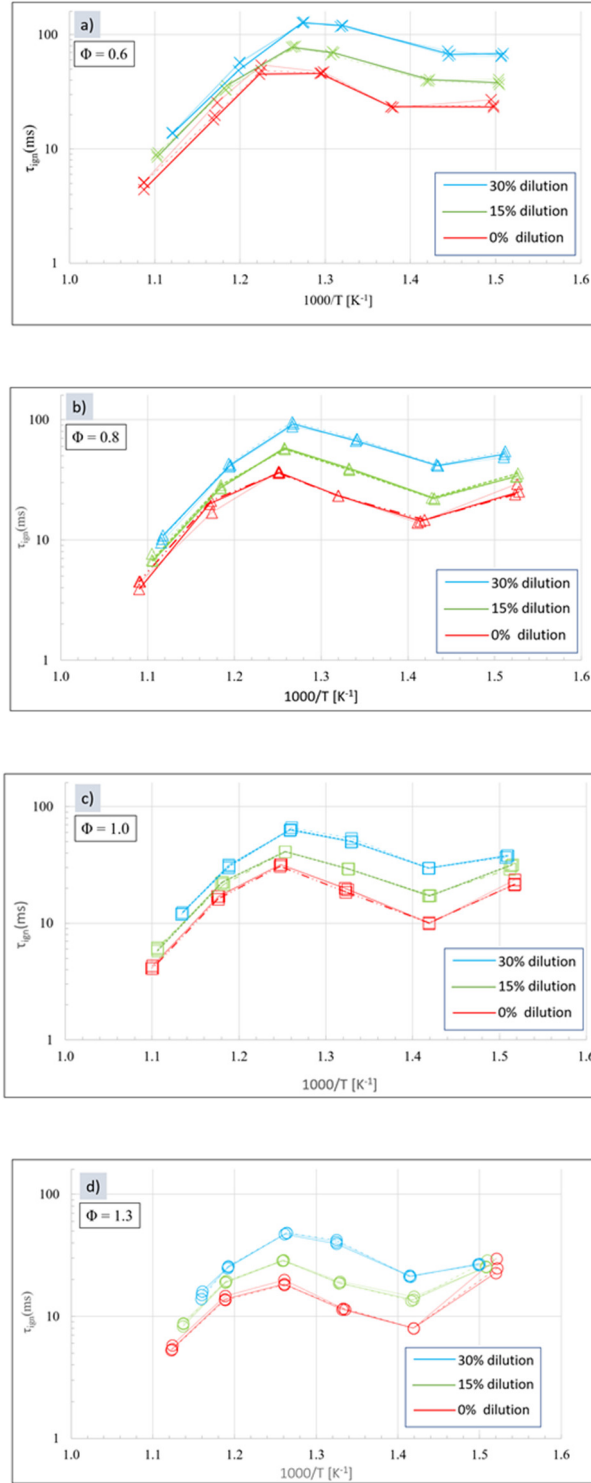 a)
Φ = 0.6
100
10
1
τign(ms)
30% dilution
15% dilution
0% dilution
1.0 1.1 1.2 1.3 1.4 1.5 1.6
1000/T [K⁻¹]
b)
Φ = 0.8
100
10
1
τign(ms)
30% dilution
15% dilution
0% dilution
1.0 1.1 1.2 1.3 1.4 1.5 1.6
1000/T [K⁻¹]
c)
Φ = 1.0
100
10
1
τign(ms)
30% dilution
15% dilution
0% dilution
1.0 1.1 1.2 1.3 1.4 1.5 1.6
1000/T [K⁻¹]
d)
Φ = 1.3
100
10
1
τign(ms)
30% dilution
15% dilution
0% dilution
1.0 1.1 1.2 1.3 1.4 1.5 1.6
1000/T [K⁻¹]